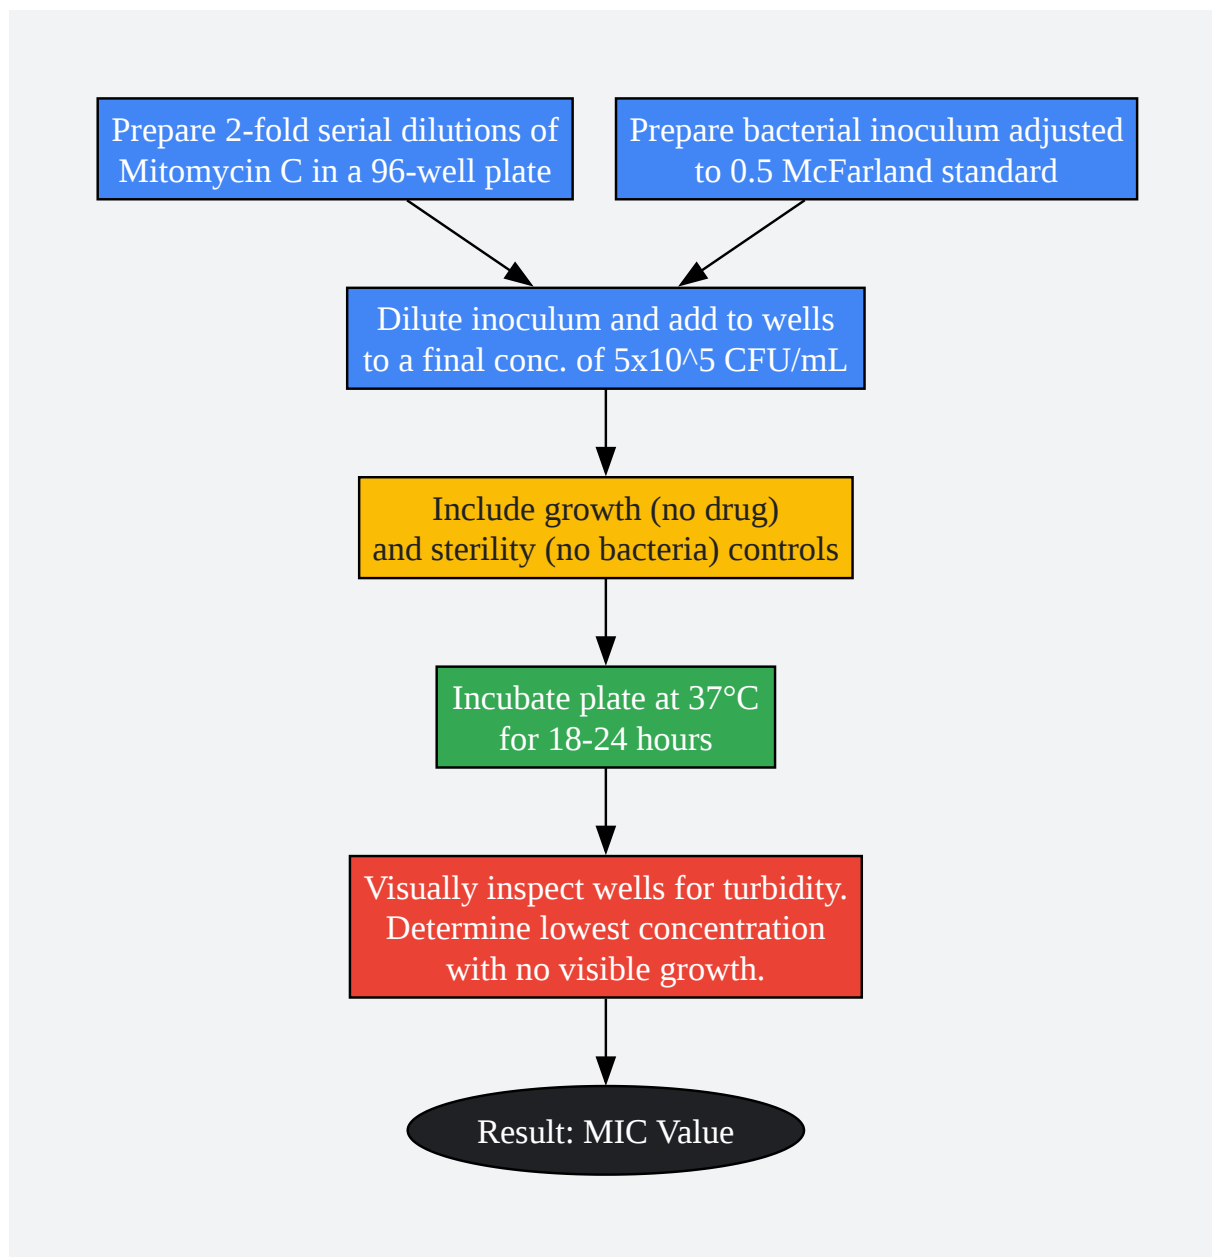 Prepare 2-fold serial dilutions of
Mitomycin C in a 96-well plate
Prepare bacterial inoculum adjusted
to 0.5 McFarland standard
Dilute inoculum and add to wells
to a final conc. of 5x10^5 CFU/mL
Include growth (no drug)
and sterility (no bacteria) controls
Incubate plate at 37°C
for 18-24 hours
Visually inspect wells for turbidity.
Determine lowest concentration
with no visible growth.
Result: MIC Value